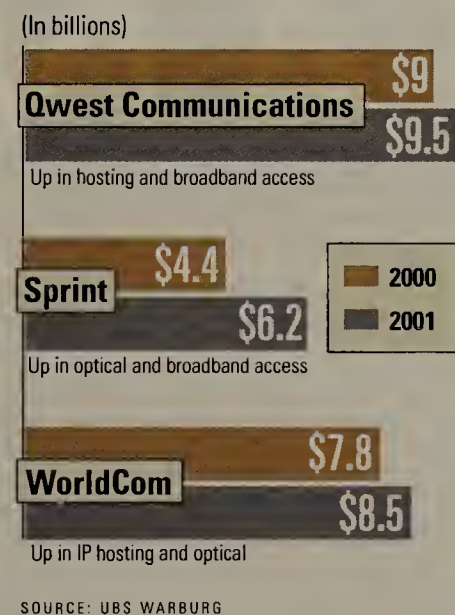 (In billions)
$9
Qwest Communications
$9.5
Up in hosting and broadband access
$4.4
Sprint
$6.2
Up in optical and broadband access
2000
2001
$7.8
WorldCom
$8.5
Up in IP hosting and optical
SOURCE: UBS WARBURG